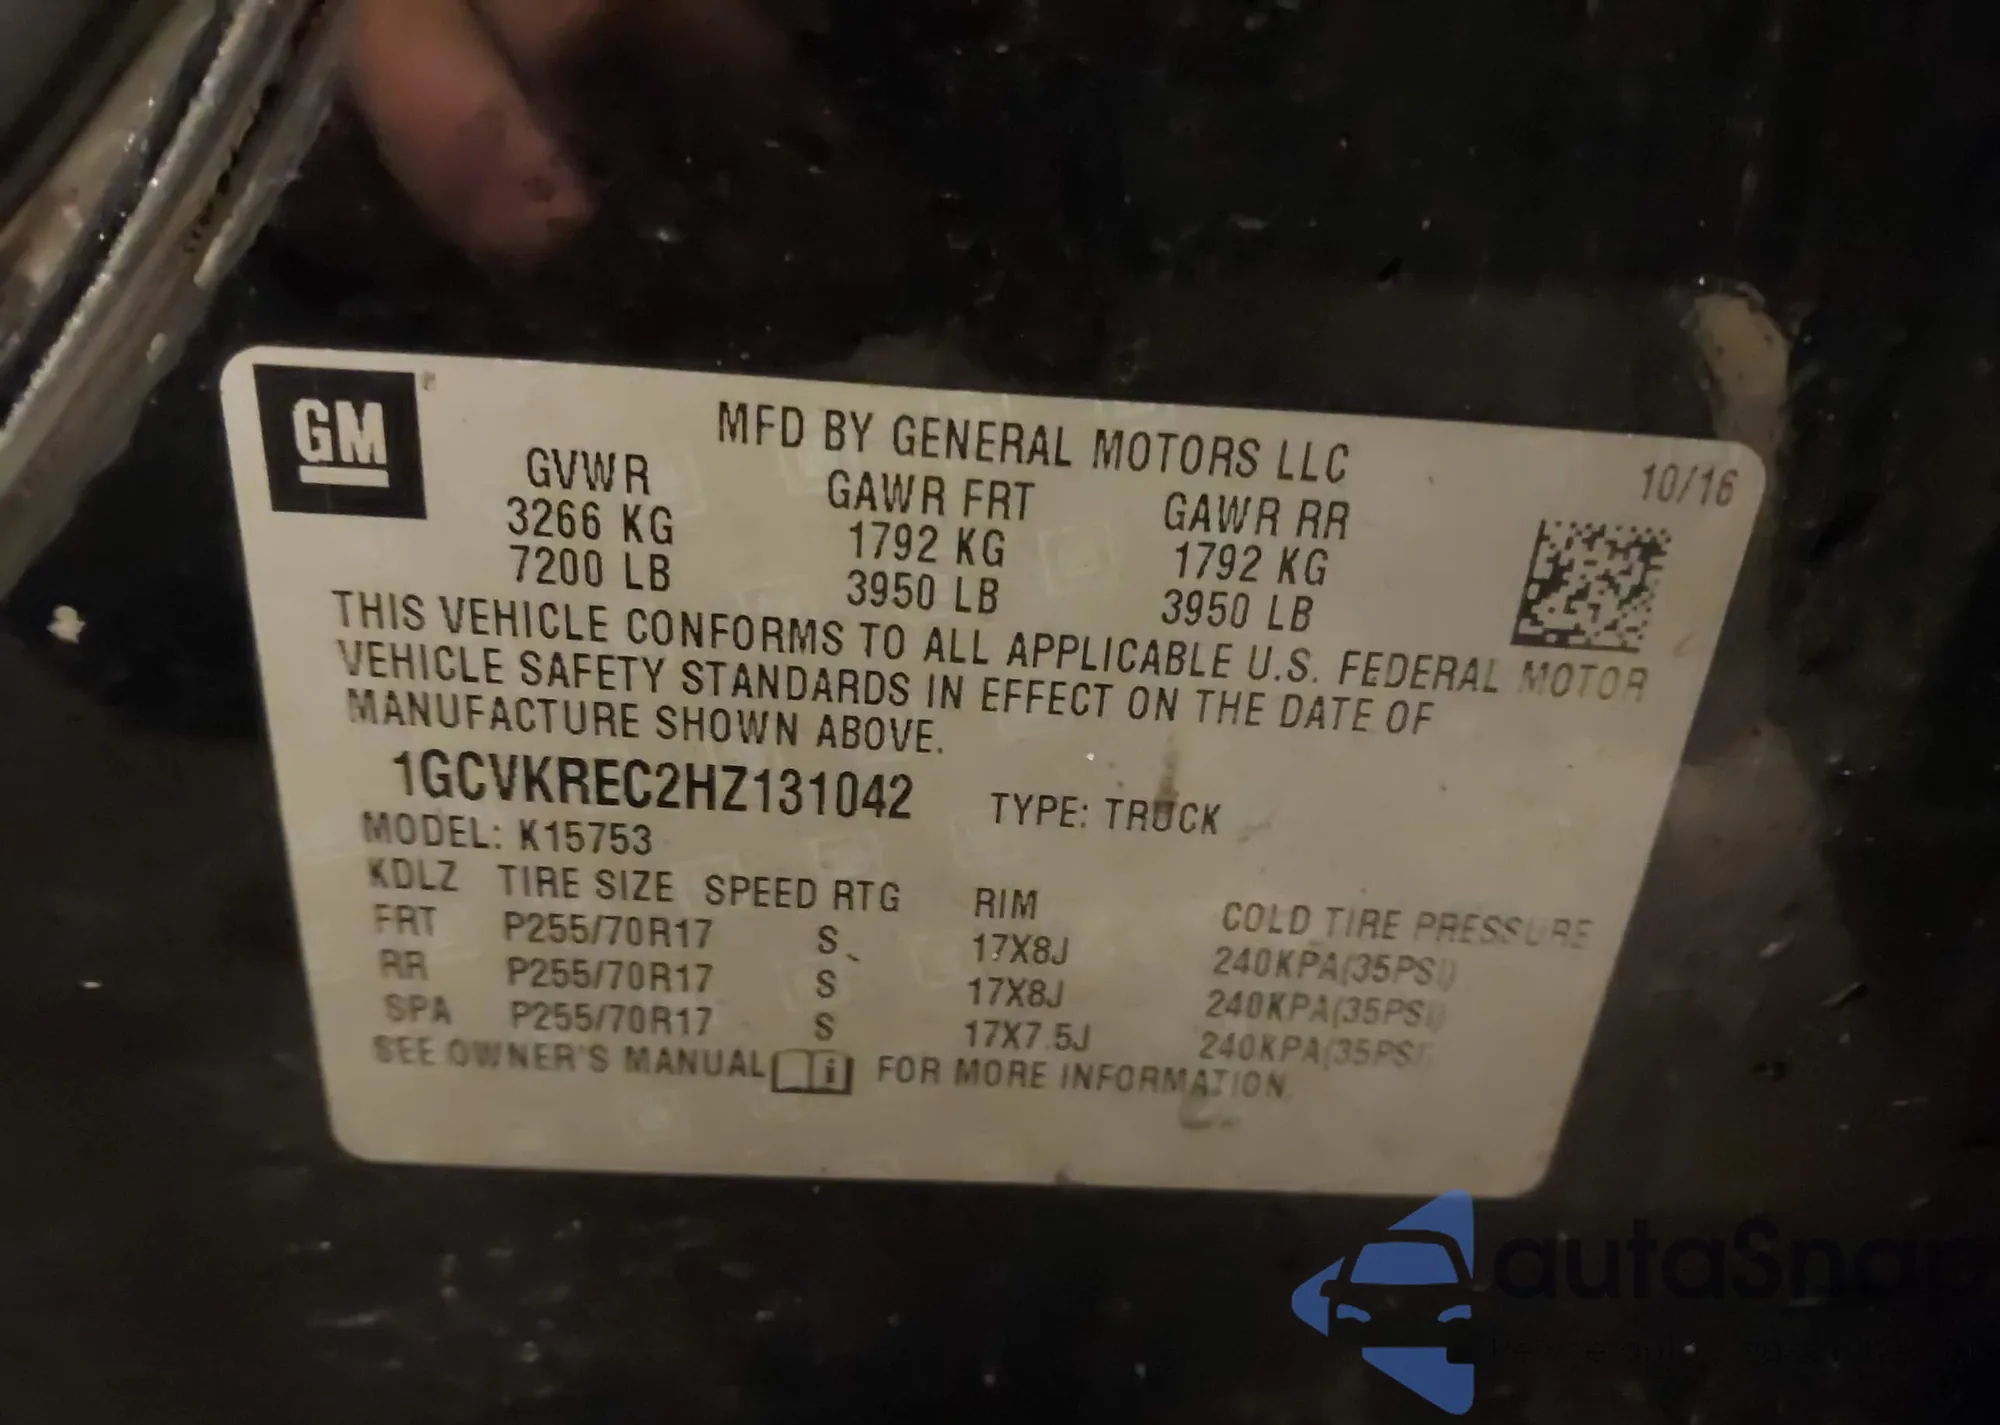 GM
MFD BY GENERAL MOTORS LLC
10/16
GVWR GAWR FRT GAWR RR
3266 KG 1792 KG 1792 KG
7200 LB 3950 LB 3950 LB
THIS VEHICLE CONFORMS TO ALL APPLICABLE U.S. FEDERAL MOTOR
VEHICLE SAFETY STANDARDS IN EFFECT ON THE DATE OF
MANUFACTURE SHOWN ABOVE.
1GCVKREC2HZ131042 TYPE: TRUCK
MODEL: K15753
KDLZ TIRE SIZE SPEED RTG RIM COLD TIRE PRESSURE
FRT P255/70R17 S 17X8J 240KPA(35PSI)
RR P255/70R17 S 17X8J 240KPA(35PSI)
SPA P255/70R17 S 17X7.5J 240KPA(35PSI
SEE OWNER'S MANUAL i FOR MORE INFORMATION.
autaSnap